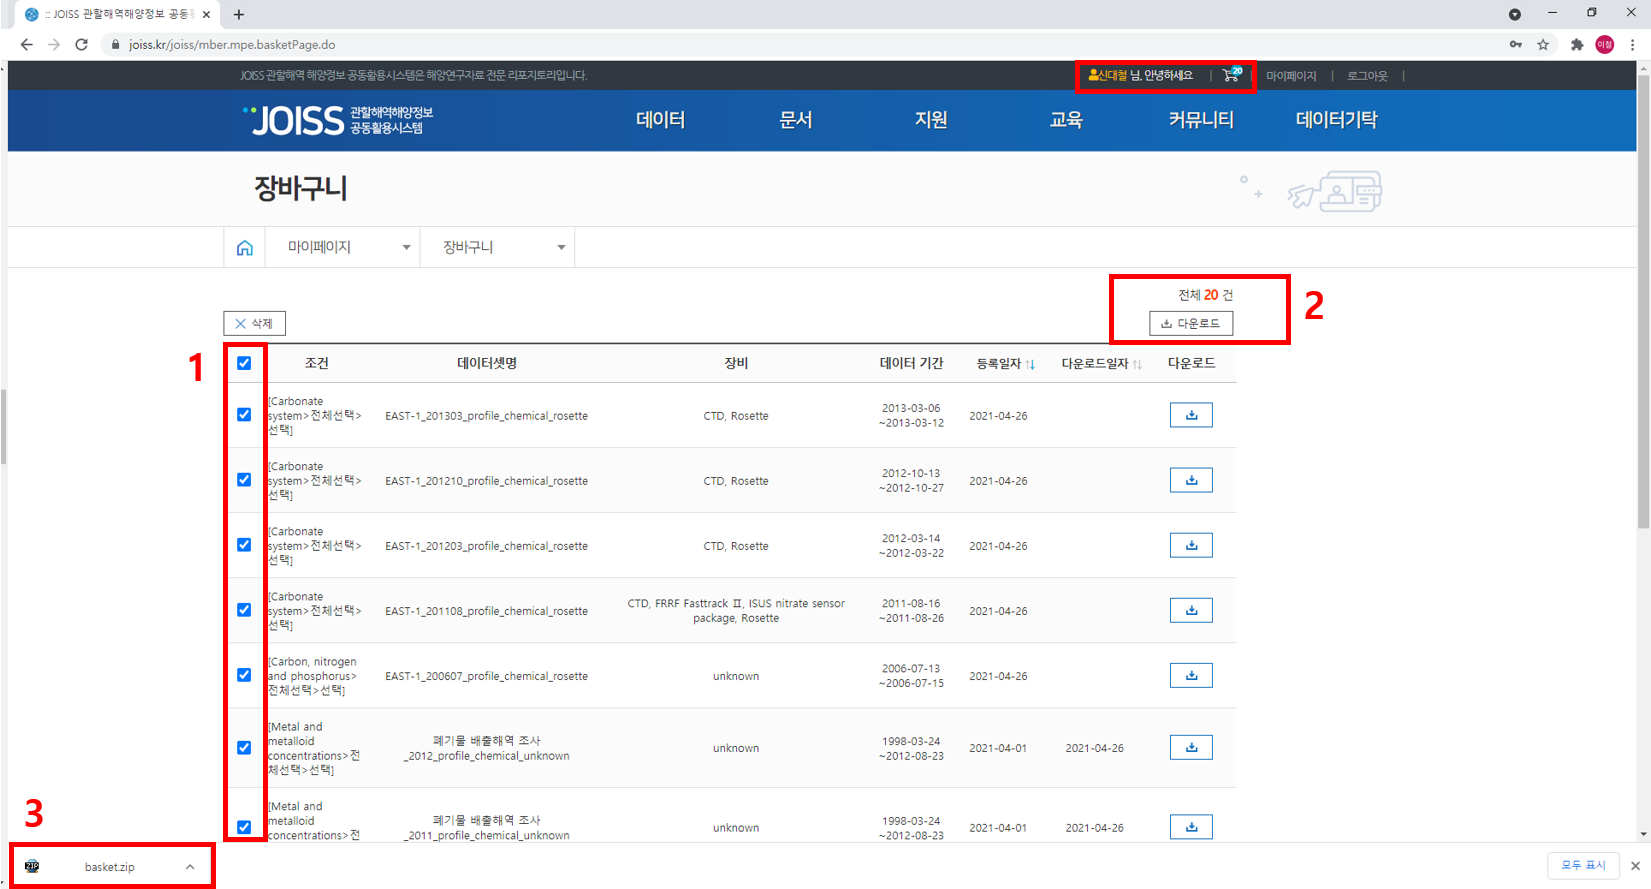 :: JOISS 관할해역해양정보 공동
joiss.kr/joiss/mber.mpe.basketPage.do
이철
JOISS 관할해역 해양정보 공동활용시스템은 해양연구자료 전문 리포지토리입니다.
신대철 님, 안녕하세요 | 20 | 마이페이지 | 로그아웃 |
JOISS 관할해역해양정보
공동활용시스템
데이터 문서 지원 교육 커뮤니티 데이터기탁
장바구니
마이페이지 장바구니
전체 20 건
2
삭제
다운로드
1
조건 데이터셋명 장비 데이터 기간 등록일자 다운로드일자 다운로드
[Carbonate
system>전체선택>
선택]
EAST-1_201303_profile_chemical_rosette
CTD, Rosette
2013-03-06
~2013-03-12
2021-04-26
[Carbonate
system>전체선택>
선택]
EAST-1_201210_profile_chemical_rosette
CTD, Rosette
2012-10-13
~2012-10-27
2021-04-26
[Carbonate
system>전체선택>
선택]
EAST-1_201203_profile_chemical_rosette
CTD, Rosette
2012-03-14
~2012-03-22
2021-04-26
[Carbonate
system>전체선택>
선택]
EAST-1_201108_profile_chemical_rosette
CTD, FRRF Fasttrack Ⅱ, ISUS nitrate sensor
package, Rosette
2011-08-16
~2011-08-26
2021-04-26
[Carbon, nitrogen
and phosphorus>
전체선택>선택]
EAST-1_200607_profile_chemical_rosette
unknown
2006-07-13
~2006-07-15
2021-04-26
[Metal and
metalloid
concentrations>전
체선택>선택]
폐기물 배출해역 조사
_2012_profile_chemical_unknown
unknown
1998-03-24
~2012-08-23
2021-04-01
2021-04-26
[Metal and
metalloid
concentrations>전
폐기물 배출해역 조사
_2011_profile_chemical_unknown
unknown
1998-03-24
~2012-08-23
2021-04-01
2021-04-26
3
ZIP
basket.zip
모두 표시